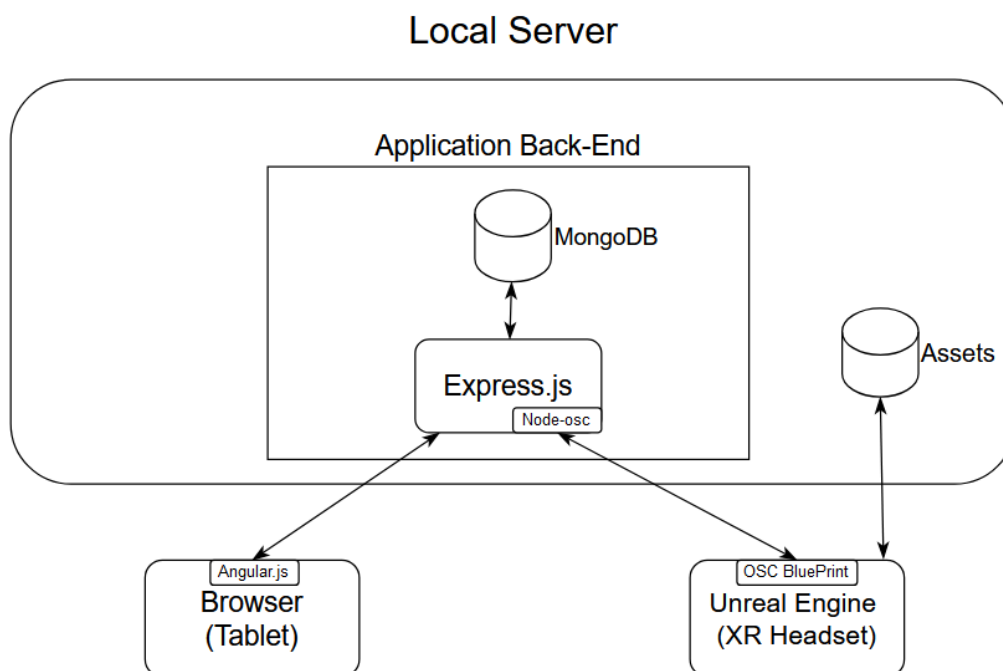 Local Server
Application Back-End
MongoDB
Assets
Express.js
Node-osc
Angular.js
Browser
(Tablet)
OSC BluePrint
Unreal Engine
(XR Headset)